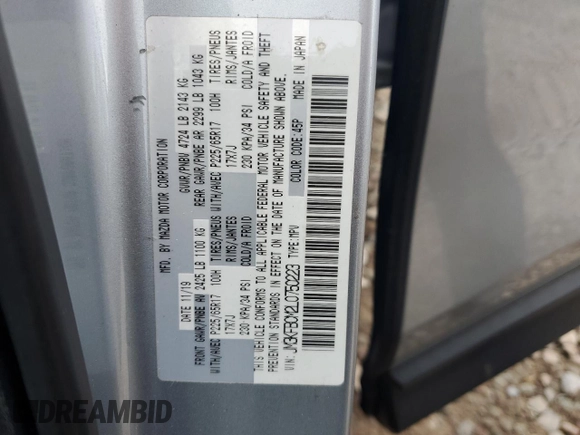 MFD. BY MAZDA MOTOR CORPORATION
DATE 11/19 GVWR/PNBV 4724 LB 2143 KG
FRONT GAWR/PNBE AV 2425 LB 1100 KG REAR GAWR/PNBE AR 2299 LB 1043 KG
WITH/AVEC P225/65R17 100H TIRES/PNEUS WITH/AVEC P225/65R17 100H TIRES/PNEUS
17X7J RIMS/JANTES 17X7J RIMS/JANTES
230 KPA/34 PSI COLD/A FROID 230 KPA/34 PSI COLD/A FROID
THIS VEHICLE CONFORMS TO ALL APPLICABLE FEDERAL MOTOR VEHICLE SAFETY AND THEFT
PREVENTION STANDARDS IN EFFECT ON THE DATE OF MANUFACTURE SHOWN ABOVE.
VIN: JM3KFBCM2L0750223 TYPE:MPV COLOR CODE:45P MADE IN JAPAN
BIDREAMBID